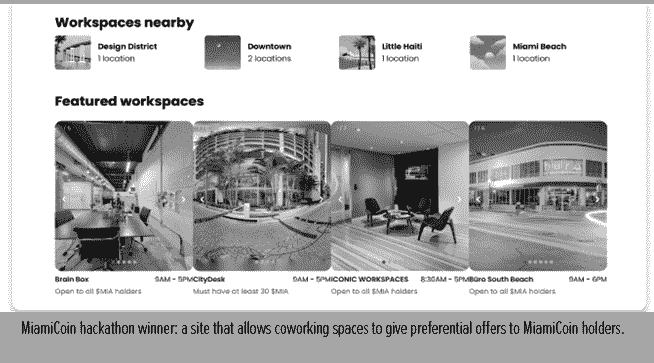 Workspaces nearby
Design District
1 location
Downtown
2 locations
Little Haiti
1 location
Miami Beach
1 location
Featured workspaces
Brain Box 9AM - 5PM
Open to all $MIA holders
CityDesk 9AM - 5PM
Must have at least 30 $MIA
ICONIC WORKSPACES 8:30AM - 5PM
Open to all $MIA holders
Büro South Beach 9AM - 6PM
Open to all $MIA holders
MiamiCoin hackathon winner: a site that allows coworking spaces to give preferential offers to MiamiCoin holders.